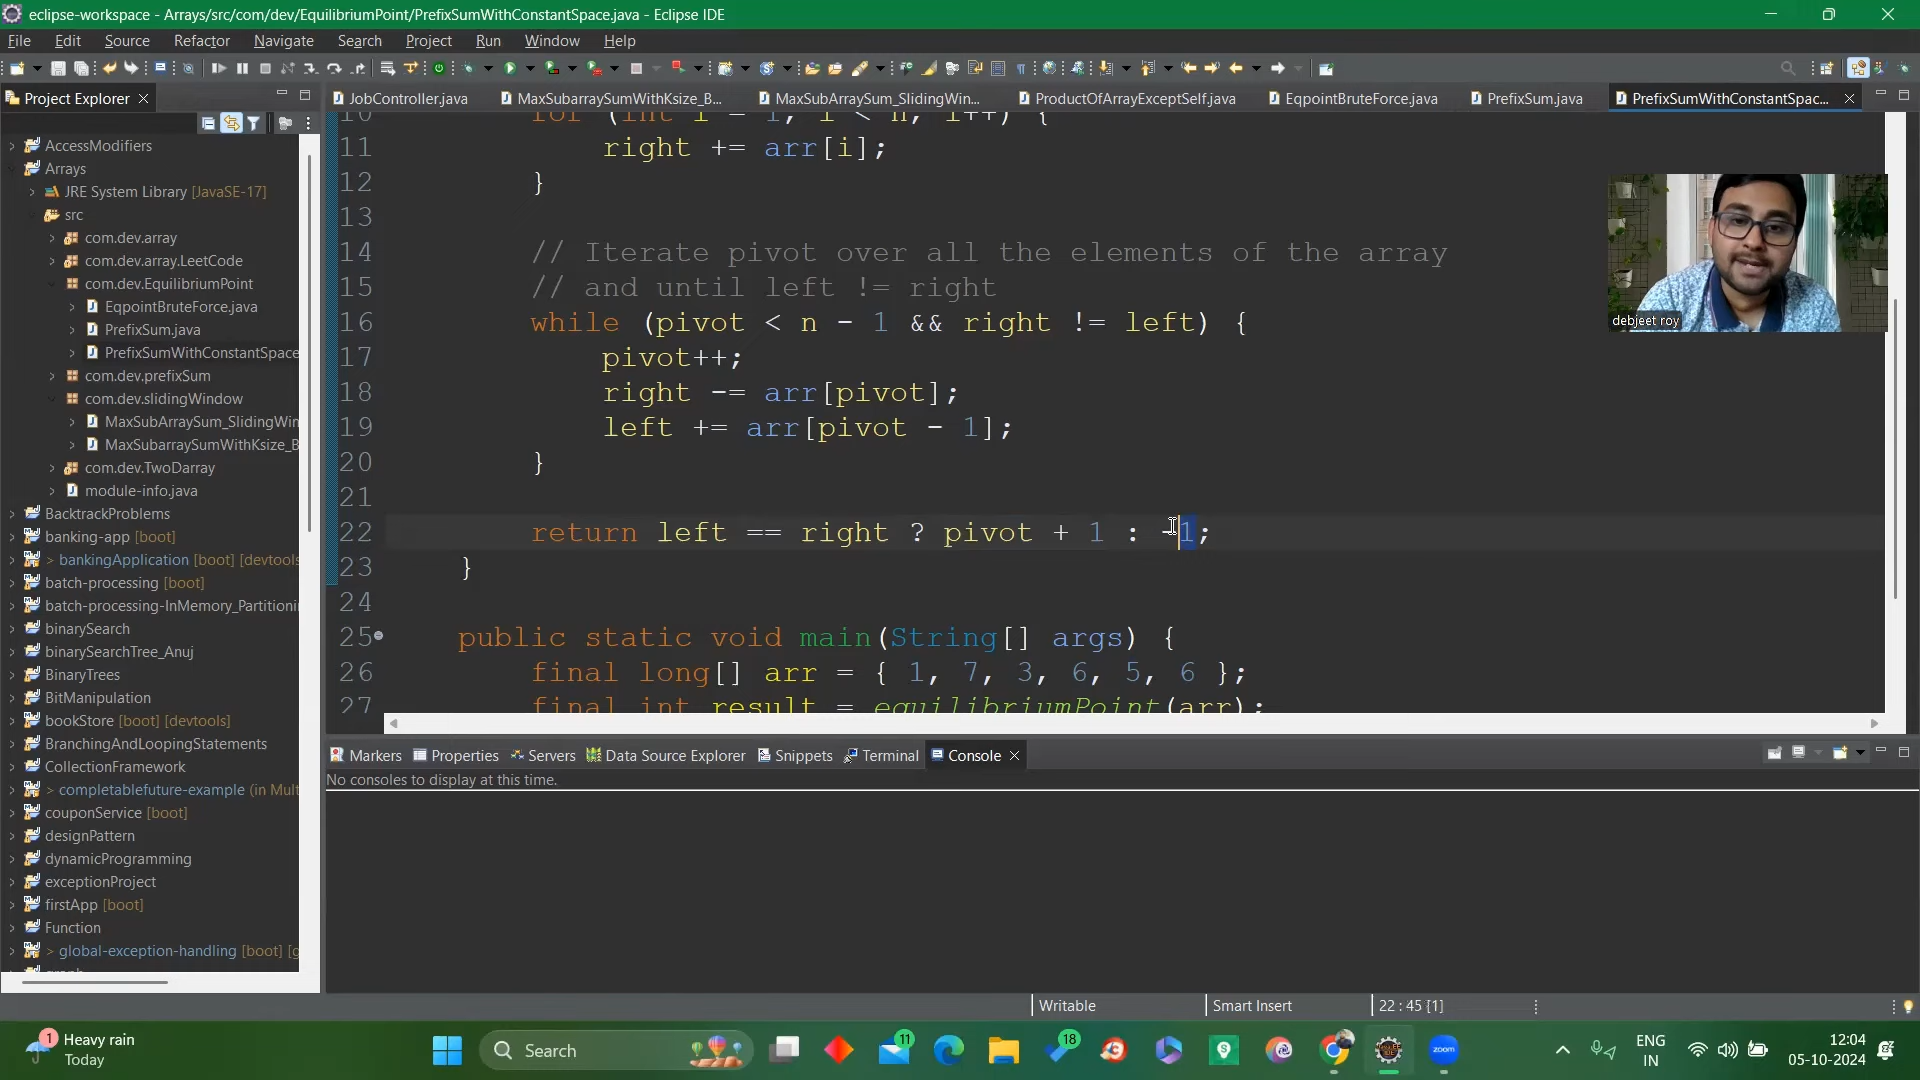 eclipse-workspace - Arrays/src/com/dev/EquilibriumPoint/PrefixSumWithConstantSpace.java - Eclipse IDE
File Edit Source Refactor Navigate Search Project Run Window Help
Project Explorer
JobController.java
MaxSubarraySumWithKsize_B...
MaxSubArraySum_SlidingWin...
ProductOfArrayExceptSelf.java
EqpointBruteForce.java
PrefixSum.java
PrefixSumWithConstantSpac...
AccessModifiers
Arrays
JRE System Library [JavaSE-17]
src
com.dev.array
com.dev.array.LeetCode
com.dev.EquilibriumPoint
EqpointBruteForce.java
PrefixSum.java
PrefixSumWithConstantSpace
com.dev.prefixSum
com.dev.slidingWindow
MaxSubArraySum_SlidingWin
MaxSubarraySumWithKsize_B
com.dev.TwoDarray
module-info.java
BacktrackProblems
banking-app [boot]
> bankingApplication [boot] [devtools
batch-processing [boot]
batch-processing-InMemory_Partitioni
binarySearch
binarySearchTree_Anuj
BinaryTrees
BitManipulation
bookStore [boot] [devtools]
BranchingAndLoopingStatements
CollectionFramework
> completablefuture-example (in Mult
couponService [boot]
designPattern
dynamicProgramming
exceptionProject
firstApp [boot]
Function
> global-exception-handling [boot] [g
10 for (int i = 1; i < n; i++) {
11 right += arr[i];
12 }
13
14 // Iterate pivot over all the elements of the array
15 // and until left != right
16 while (pivot < n - 1 && right != left) {
17 pivot++;
18 right -= arr[pivot];
19 left += arr[pivot - 1];
20 }
21
22 return left == right ? pivot + 1 : -1;
23 }
24
25 public static void main(String[] args) {
26 final long[] arr = { 1, 7, 3, 6, 5, 6 };
27 final int result = equilibriumPoint(arr);
debjeet roy
Markers Properties Servers Data Source Explorer Snippets Terminal Console
No consoles to display at this time.
Writable Smart Insert 22 : 45 [1]
1
Heavy rain
Today
Search
11
18
zoom
ENG
IN
12:04
05-10-2024